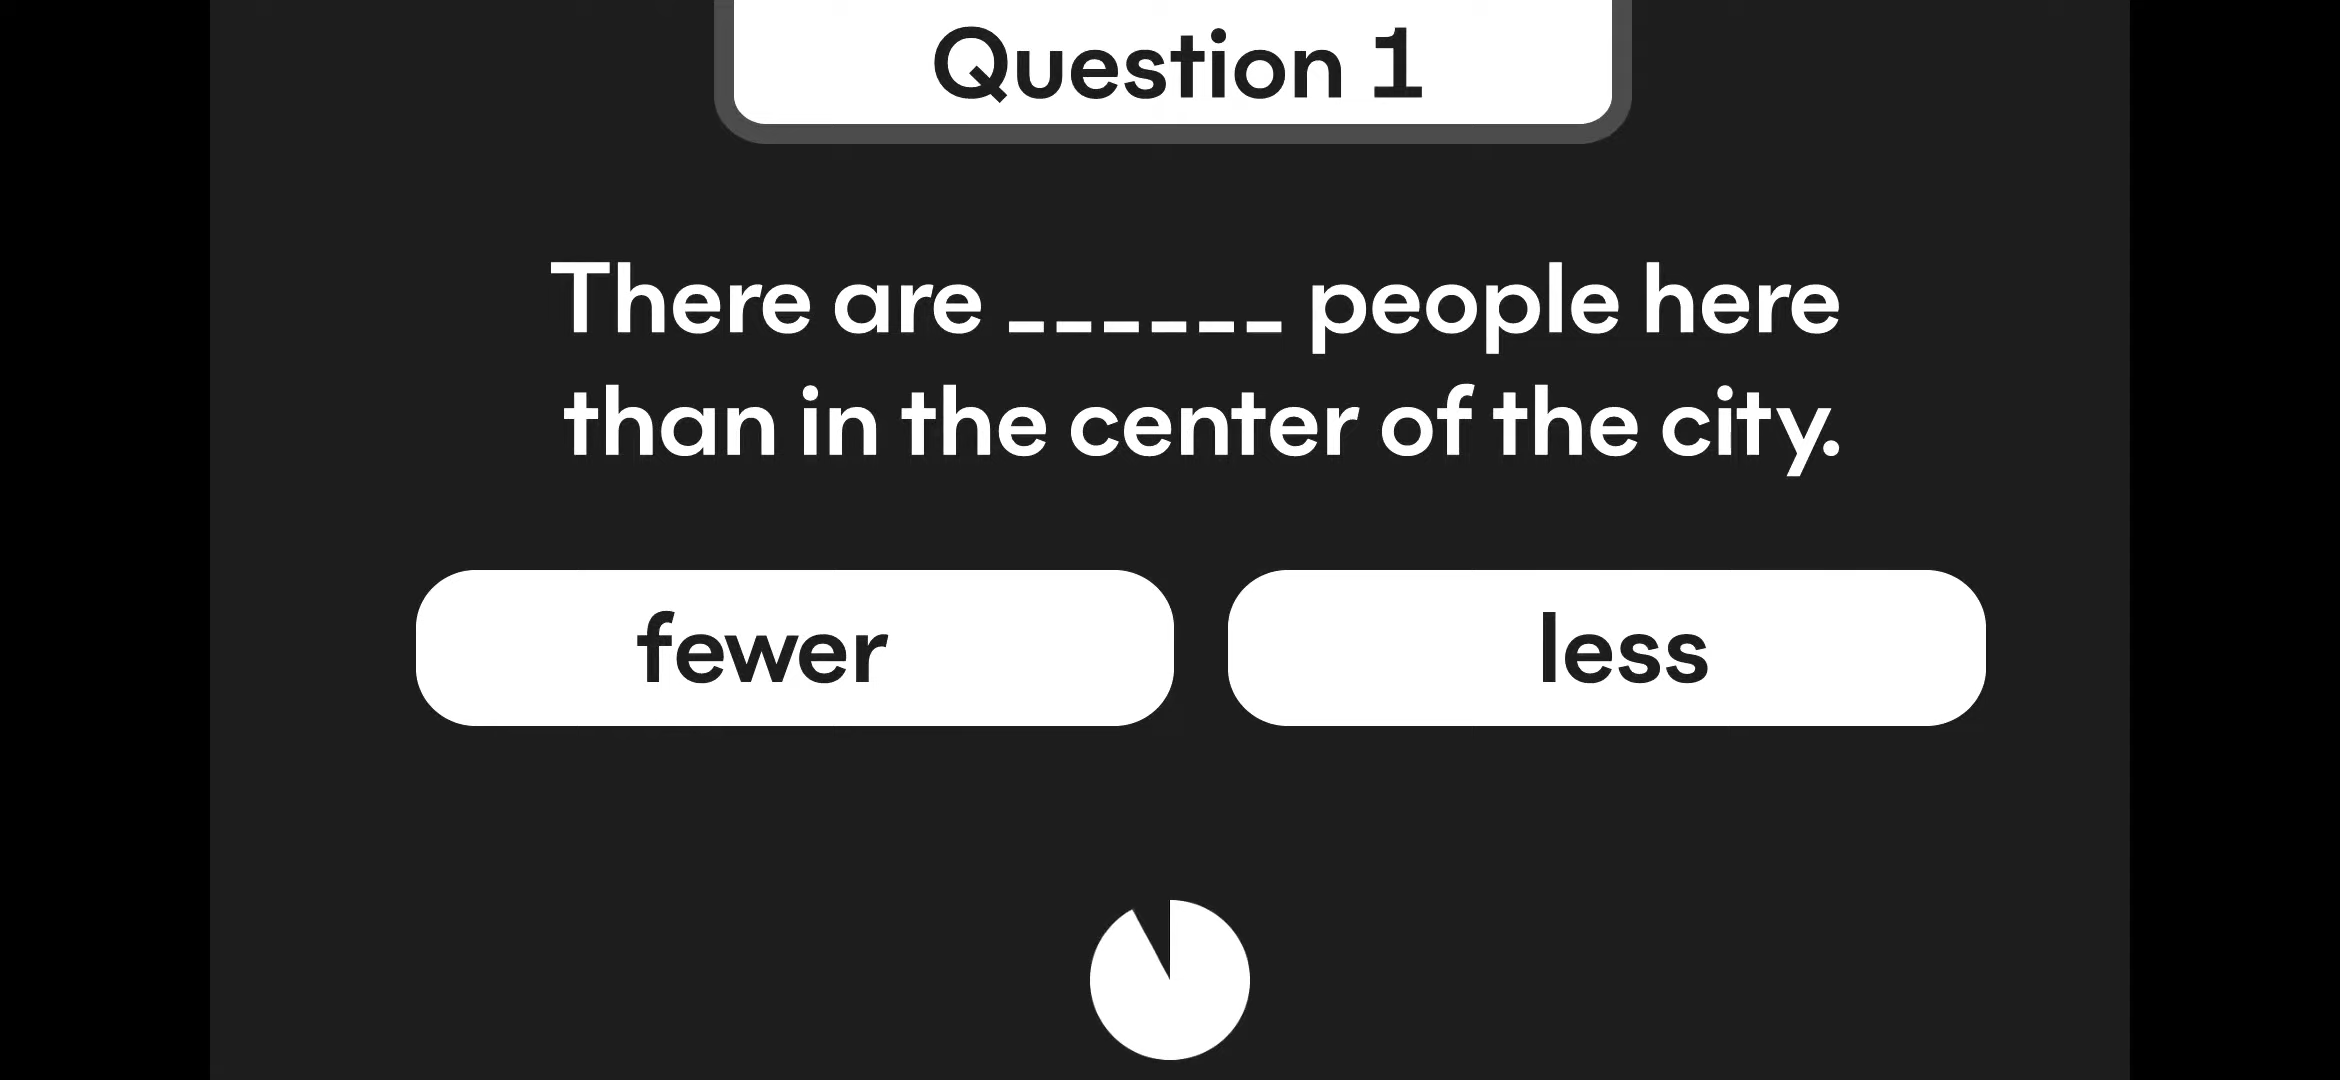 Question 1
There are ______ people here
than in the center of the city.
fewer
less